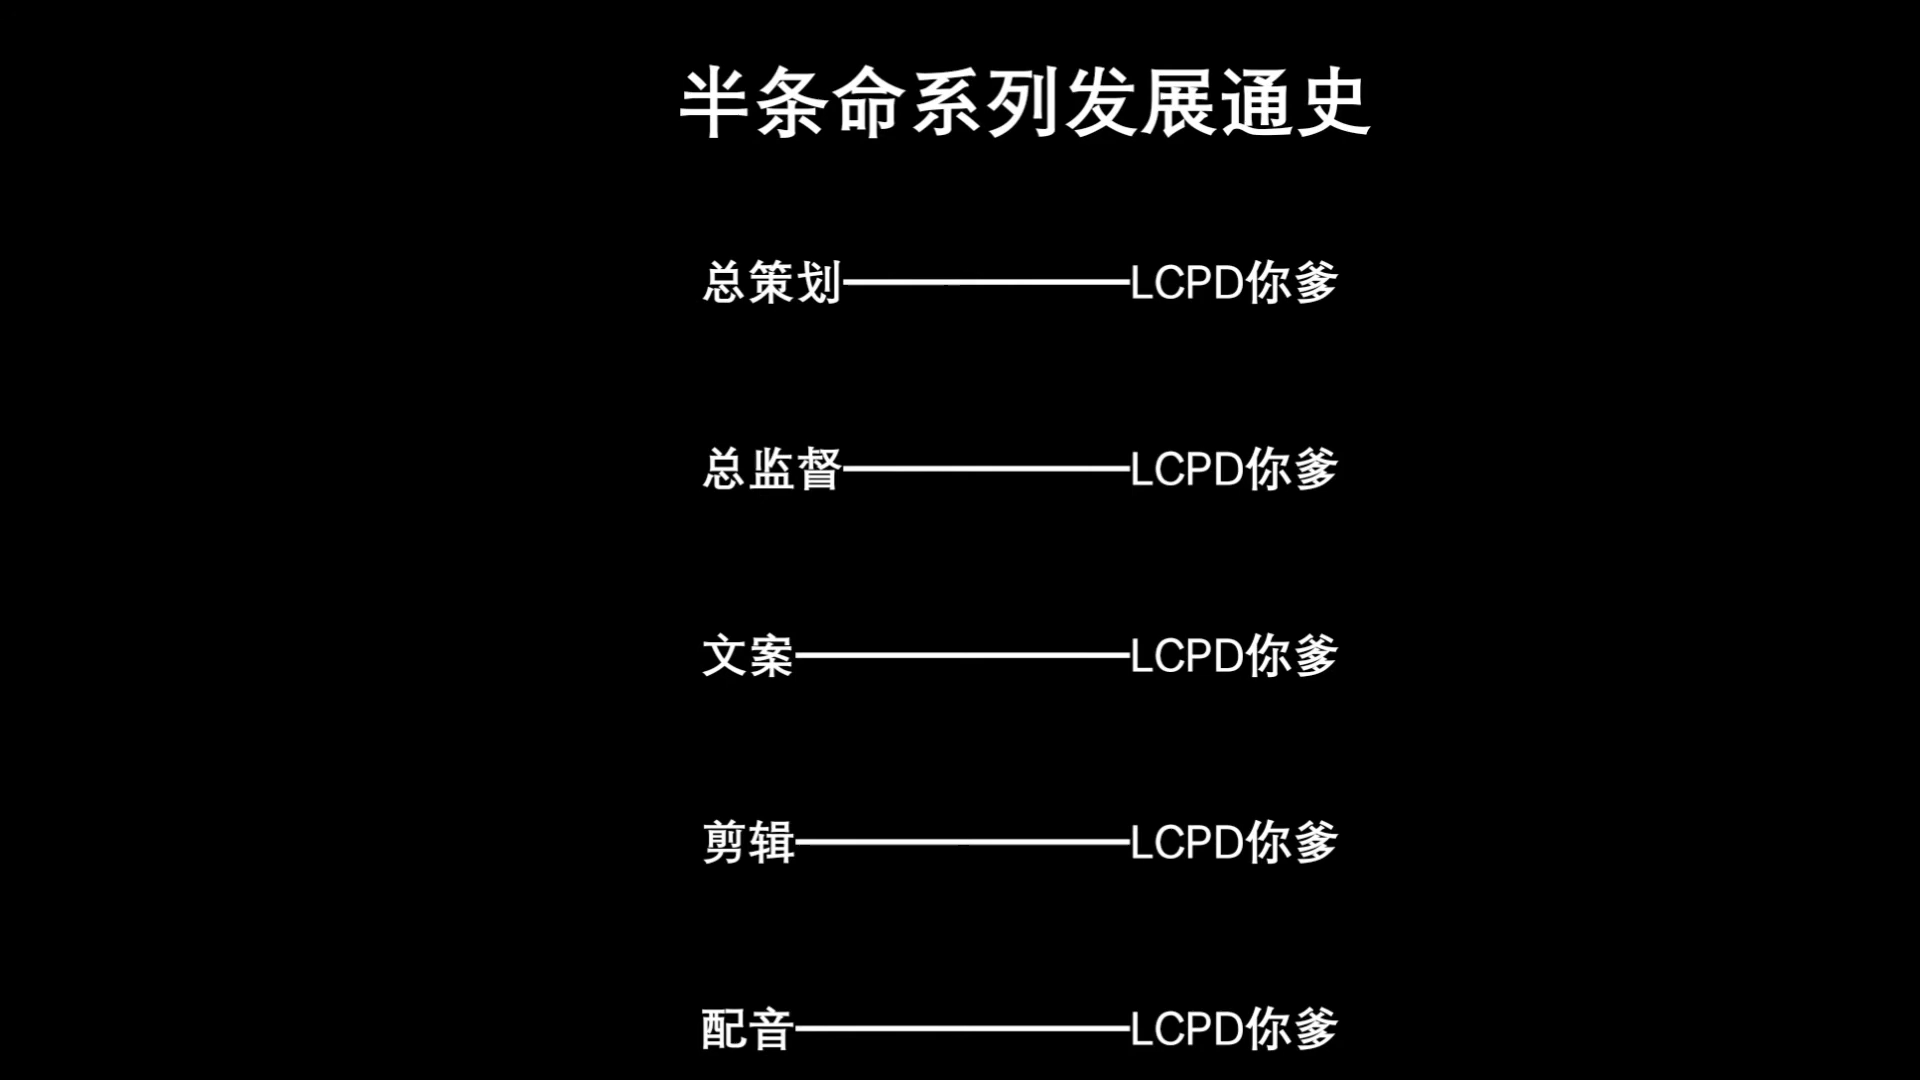 半条命系列发展通史
总策划——————LCPD你爹
总监督——————LCPD你爹
文案———————LCPD你爹
剪辑———————LCPD你爹
配音———————LCPD你爹